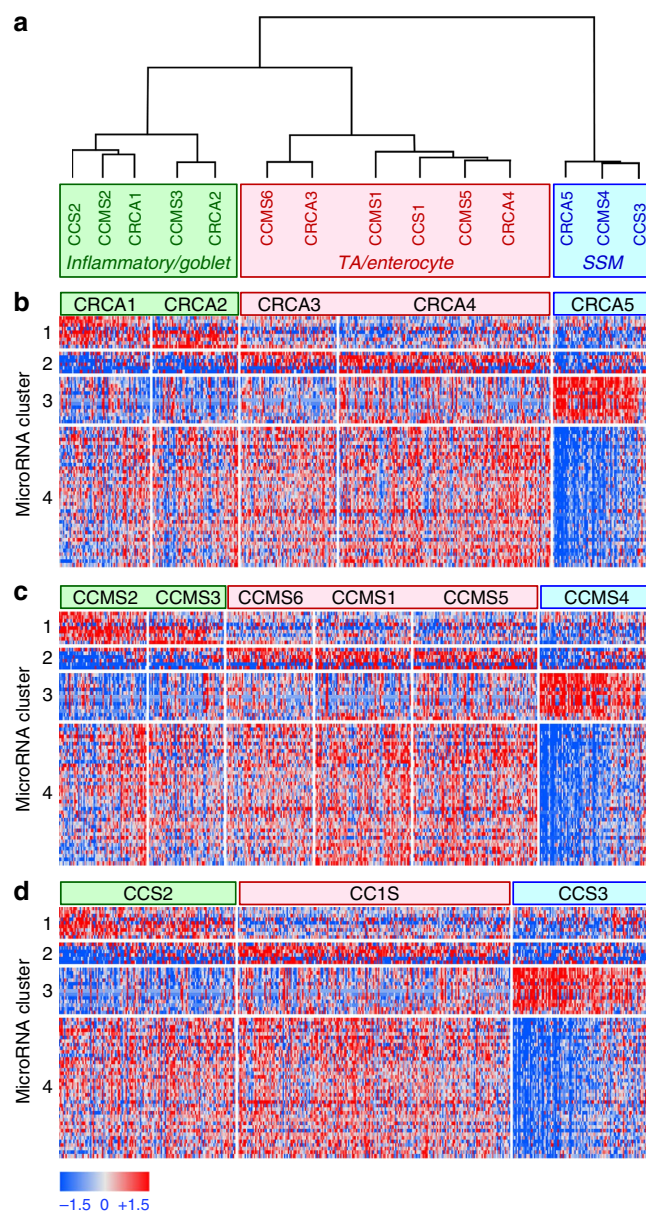 a
CCS2 CCMS2 CRCA1 CCMS3 CRCA2 CCMS6 CRCA3 CCMS1 CCS1 CCMS5 CRCA4 CRCA5 CCMS4 CCS3
Inflammatory/goblet TA/enterocyte SSM
b
CRCA1 CRCA2 CRCA3 CRCA4 CRCA5
MicroRNA cluster
1
2
3
4
c
CCMS2 CCMS3 CCMS6 CCMS1 CCMS5 CCMS4
MicroRNA cluster
1
2
3
4
d
CCS2 CC1S CCS3
MicroRNA cluster
1
2
3
4
–1.5 0 +1.5